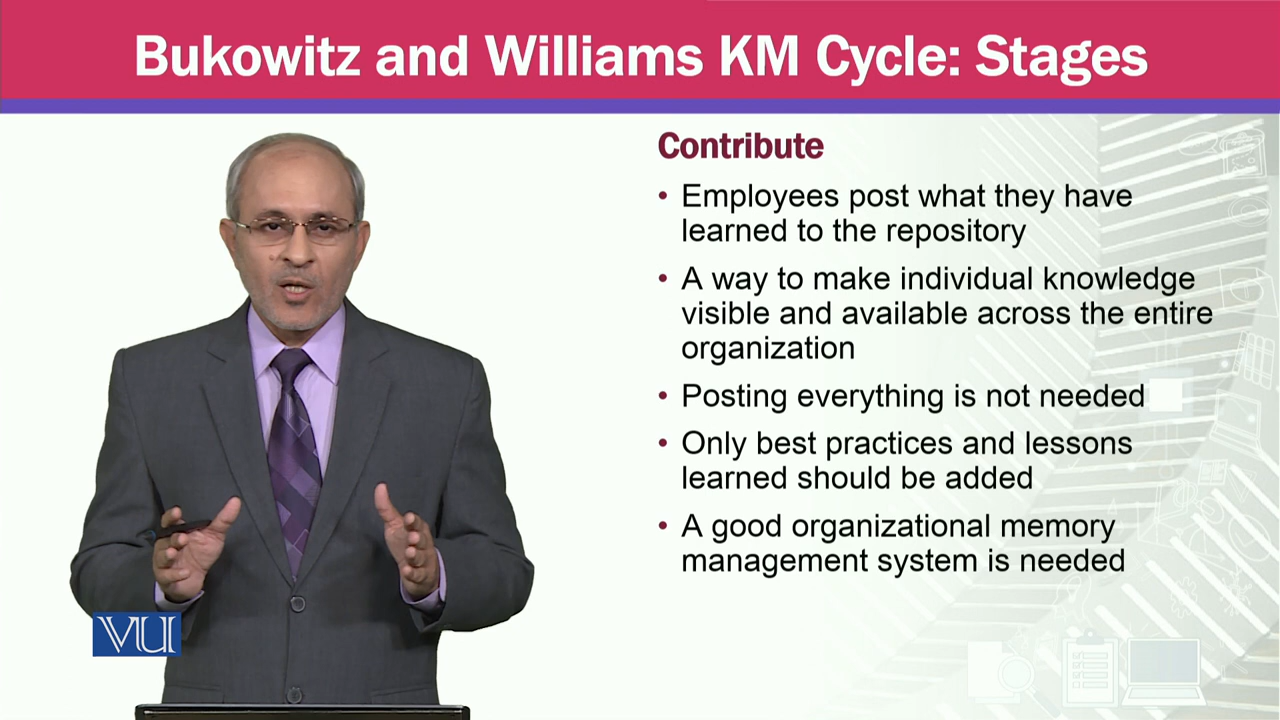 Bukowitz and Williams KM Cycle: Stages
Contribute
• Employees post what they have
learned to the repository
• A way to make individual knowledge
visible and available across the entire
organization
• Posting everything is not needed
• Only best practices and lessons
learned should be added
• A good organizational memory
management system is needed
VU